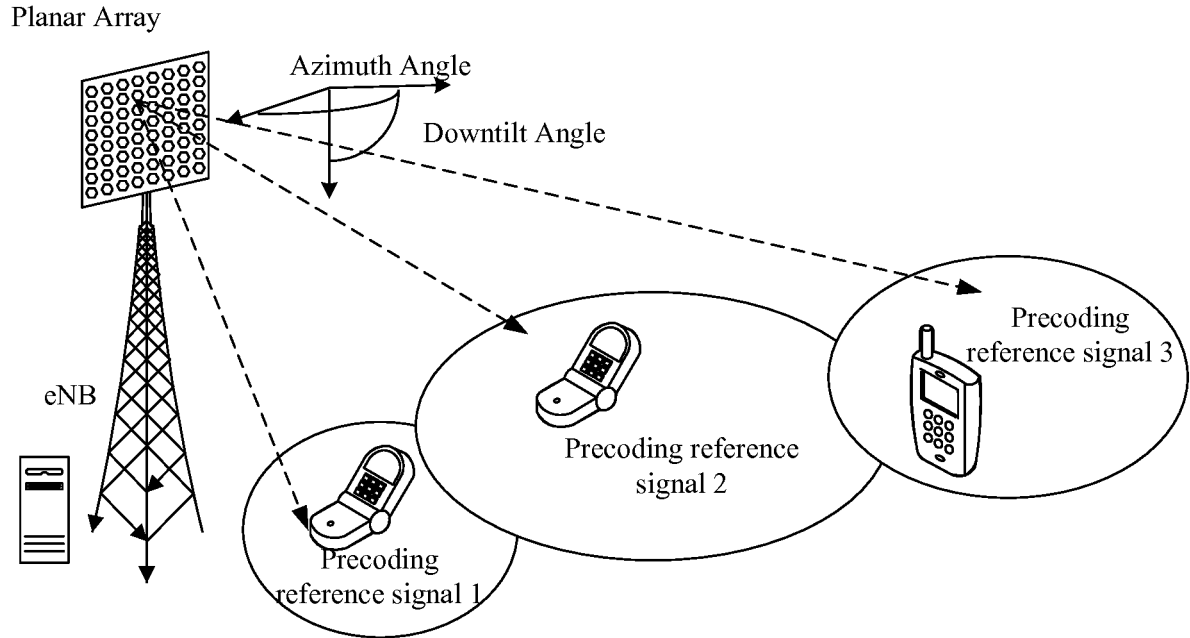 Planar Array
Azimuth Angle
Downtilt Angle
eNB
Precoding
reference signal 1
Precoding reference
signal 2
Precoding
reference signal 3